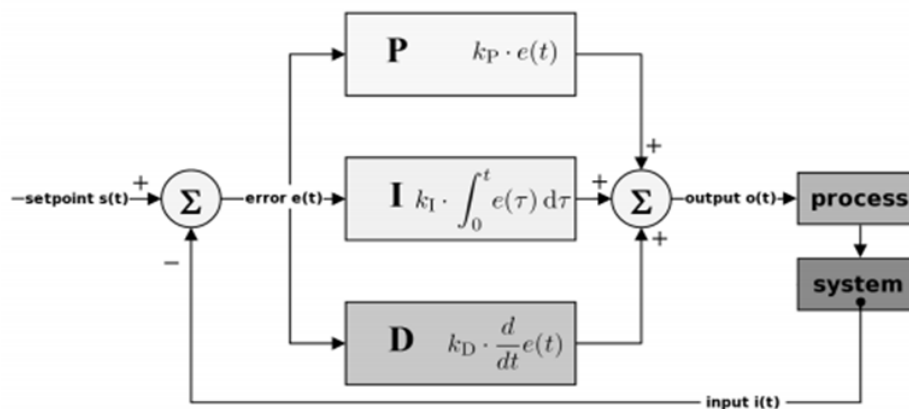 P k_P · e(t)
+
+
setpoint s(t)
Σ
error e(t)
I k_I · ∫_0^t e(τ) dτ
+
Σ
output o(t)
process
−
+
system
D k_D · d/dt e(t)
input i(t)